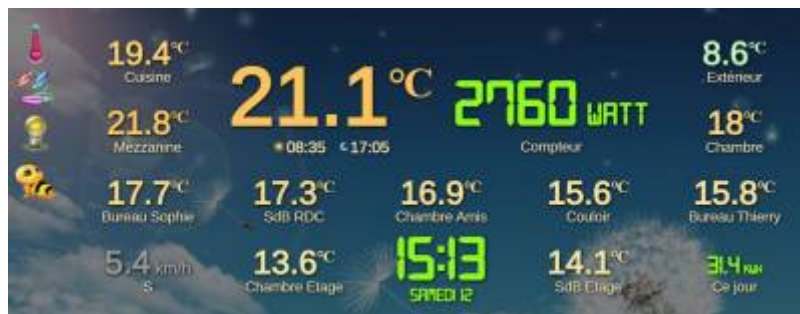 19.4°C
Cuisine
21.1°C
☀08:35 ☾17:05
2760 WATT
Compteur
8.6°C
Extérieur
21.8°C
Mezzanine
18°C
Chambre
17.7°C
Bureau Sophie
17.3°C
SdB RDC
16.9°C
Chambre Amis
15.6°C
Couloir
15.8°C
Bureau Thierry
5.4 km/h
S
13.6°C
Chambre Etage
15:13
SAMEDI 12
14.1°C
SdB Etage
31.4 KWH
Ce jour